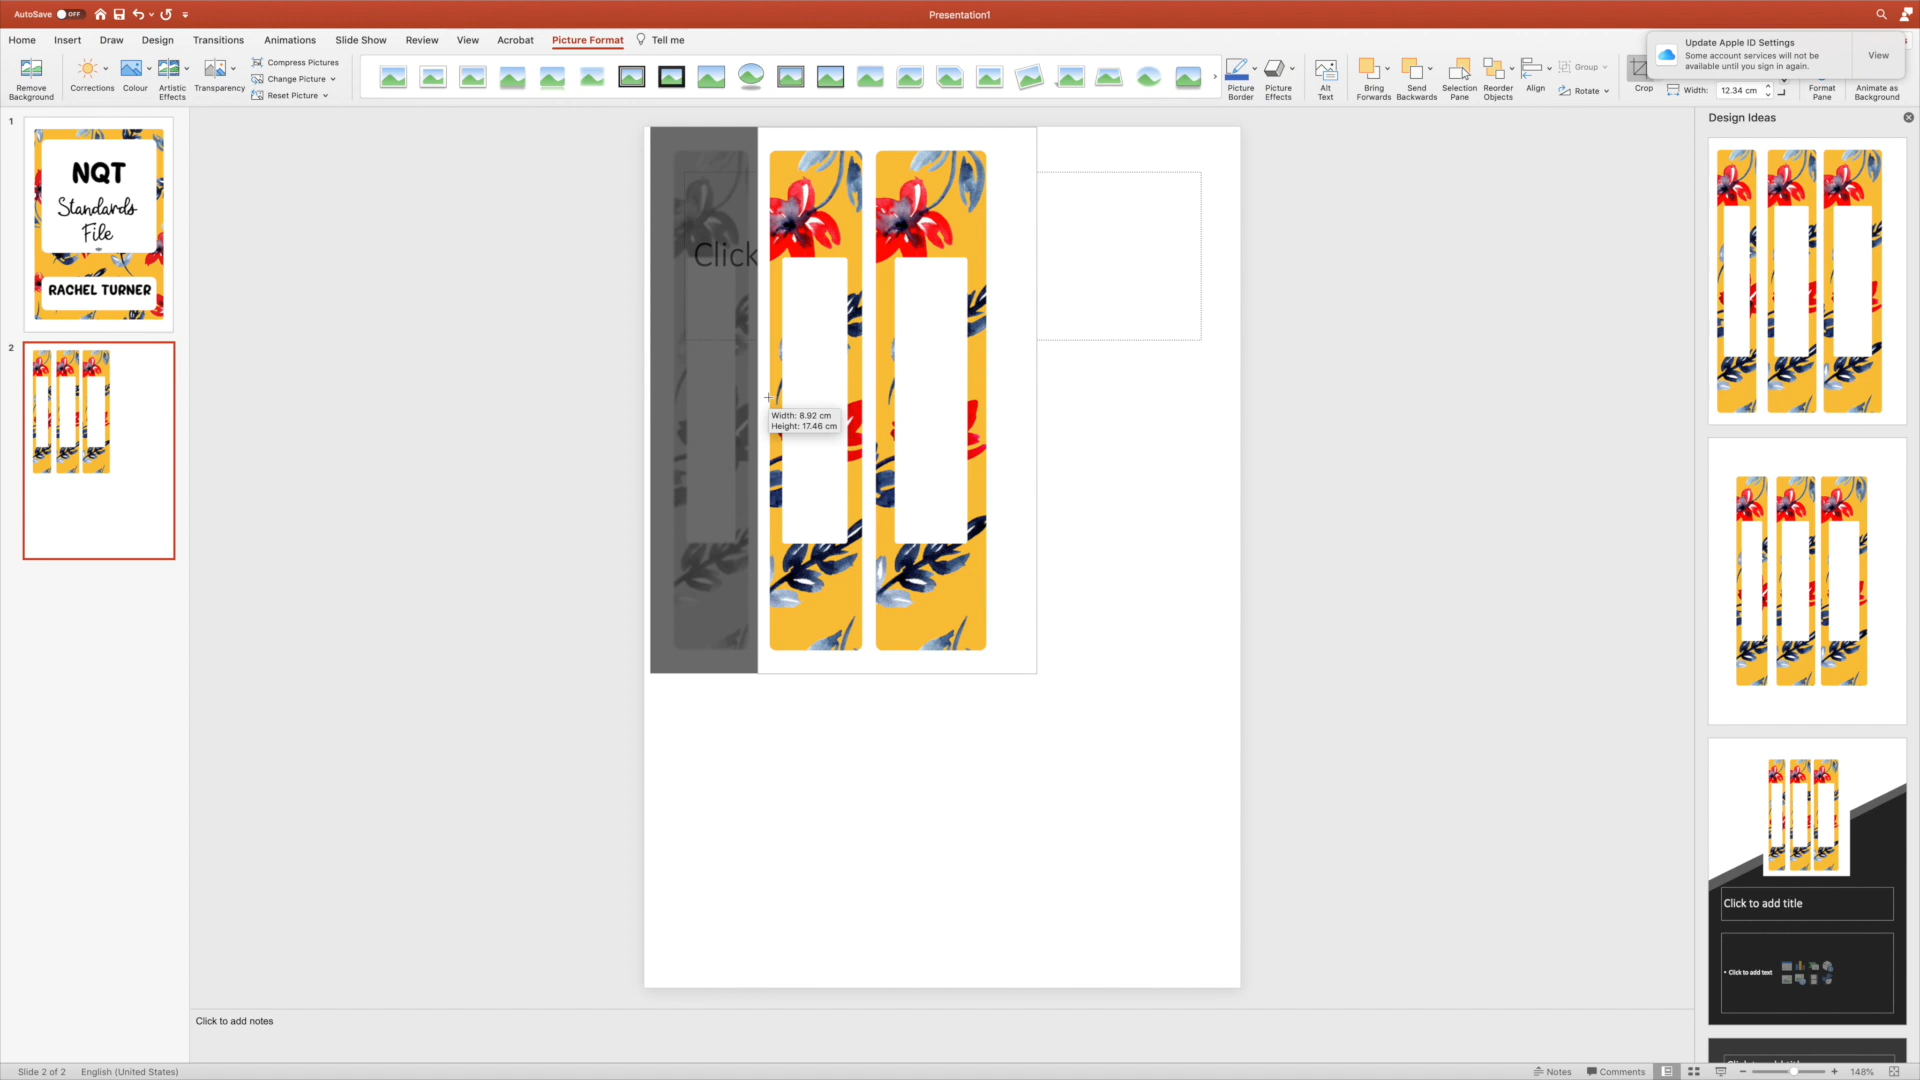 AutoSave OFF
Presentation1
Home Insert Draw Design Transitions Animations Slide Show Review View Acrobat Picture Format Tell me
Update Apple ID Settings
Some account services will not be
available until you sign in again.
View
Remove
Background
Corrections
Colour
Artistic
Effects
Transparency
Compress Pictures
Change Picture
Reset Picture
Picture
Border
Picture
Effects
Alt
Text
Bring
Forwards
Send
Backwards
Selection
Pane
Reorder
Objects
Align
Group
Rotate
Crop
Width: 12.34 cm
Format
Pane
Animate as
Background
1
NQT
Standards
File
RACHEL TURNER
2
Click
Width: 8.92 cm
Height: 17.46 cm
Design Ideas
Click to add title
• Click to add text
Click to add notes
Slide 2 of 2 English (United States)
Notes Comments 148%